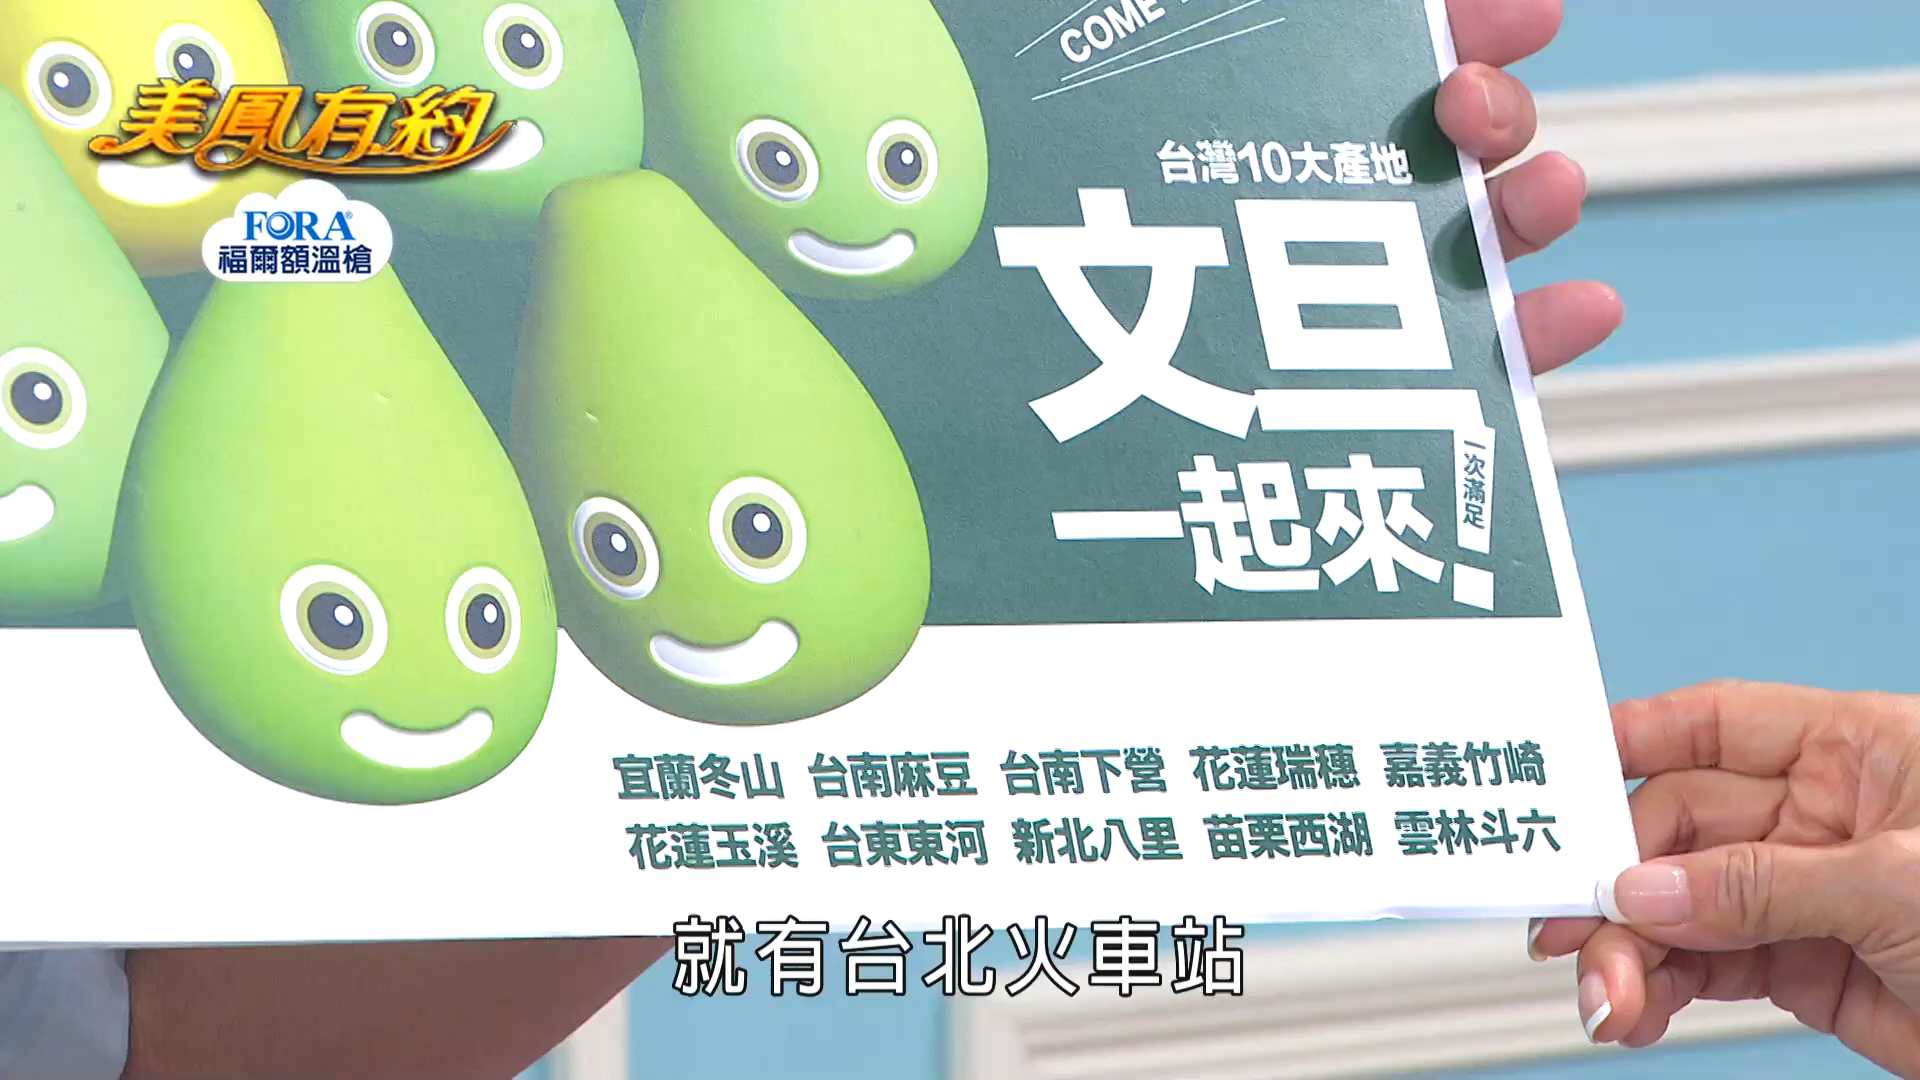 COME
美鳳有約
FORA
福爾額溫槍
台灣10大產地
文旦
一起來!
一次滿足
宜蘭冬山 台南麻豆 台南下營 花蓮瑞穗 嘉義竹崎
花蓮玉溪 台東東河 新北八里 苗栗西湖 雲林斗六
就有台北火車站